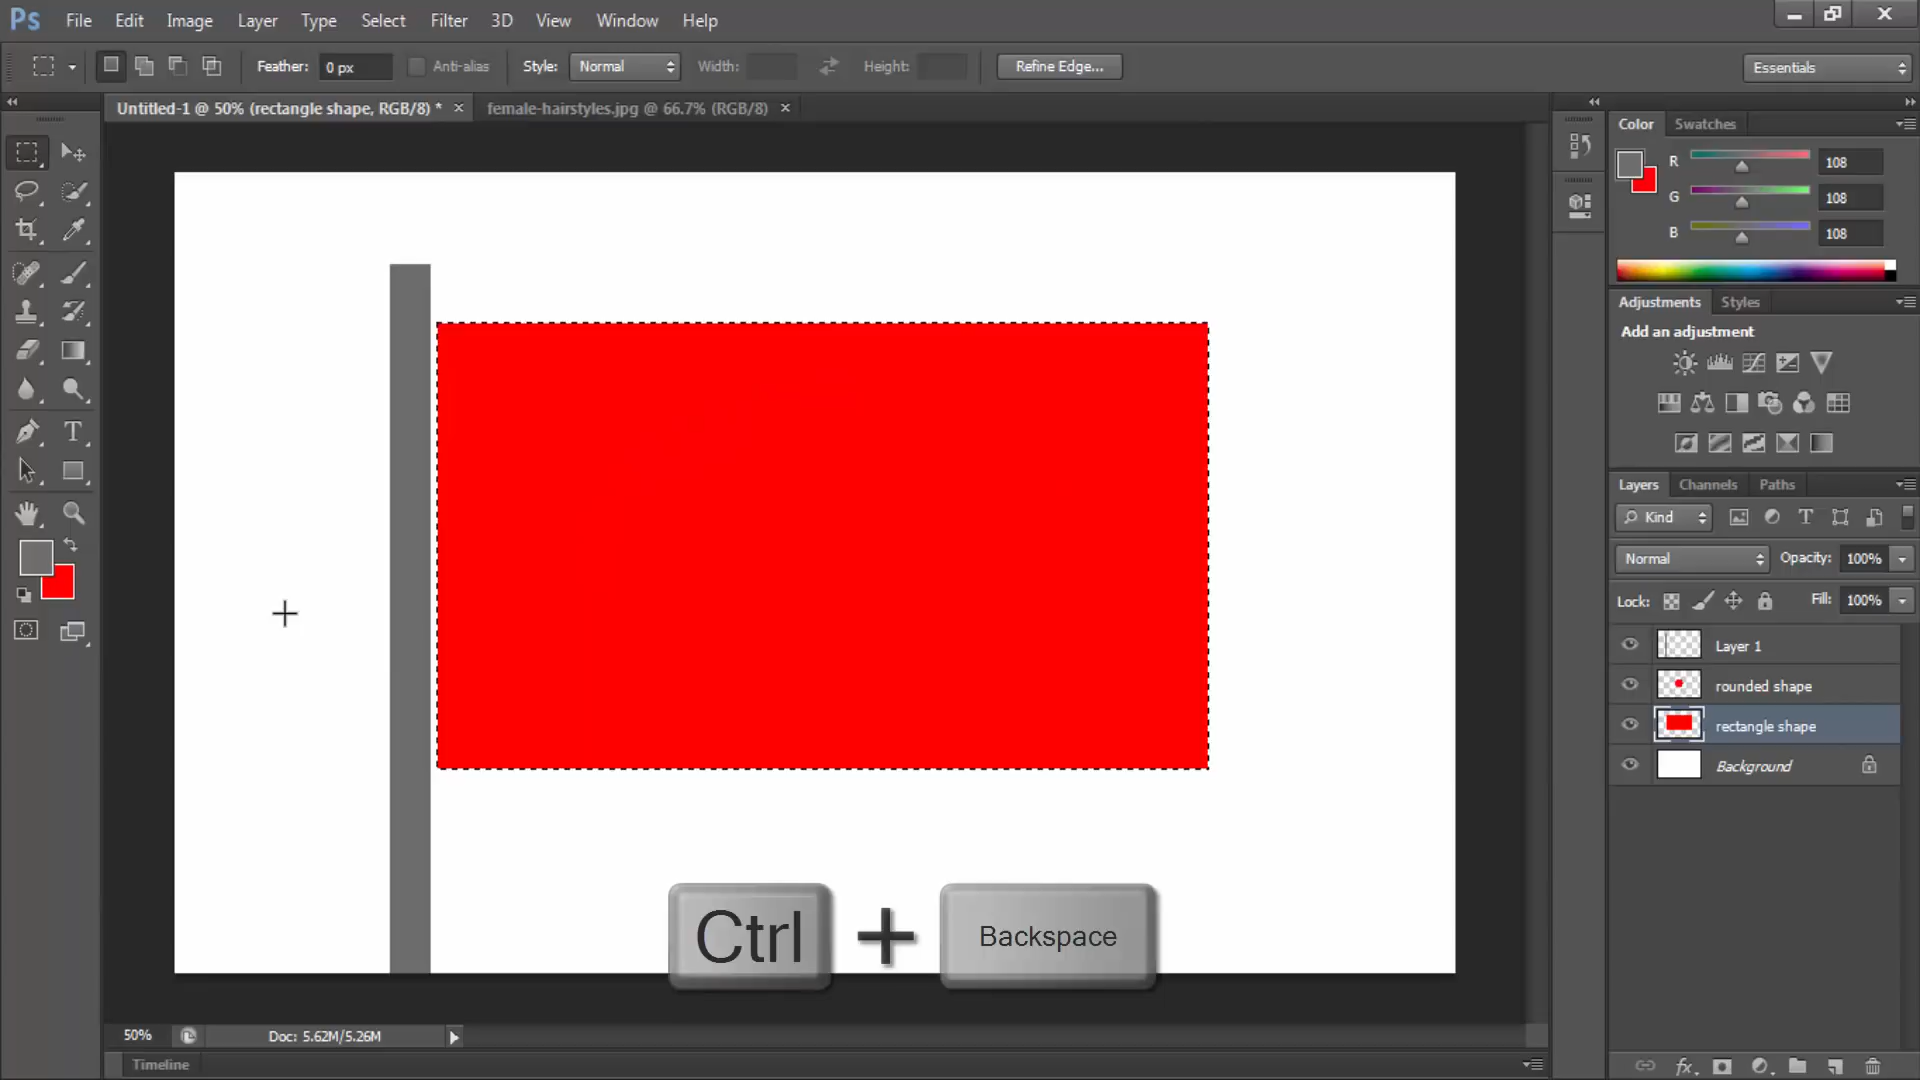 Ps File Edit Image Layer Type Select Filter 3D View Window Help
Feather: 0 px Anti-alias Style: Normal Width: Height: Refine Edge... Essentials
Untitled-1 @ 50% (rectangle shape, RGB/8) * × female-hairstyles.jpg @ 66.7% (RGB/8) ×
Color Swatches
R 108
G 108
B 108
Adjustments Styles
Add an adjustment
Layers Channels Paths
Kind
Normal Opacity: 100%
Lock: Fill: 100%
Layer 1
rounded shape
rectangle shape
Background
Ctrl + Backspace
50% Doc: 5.62M/5.26M
Timeline